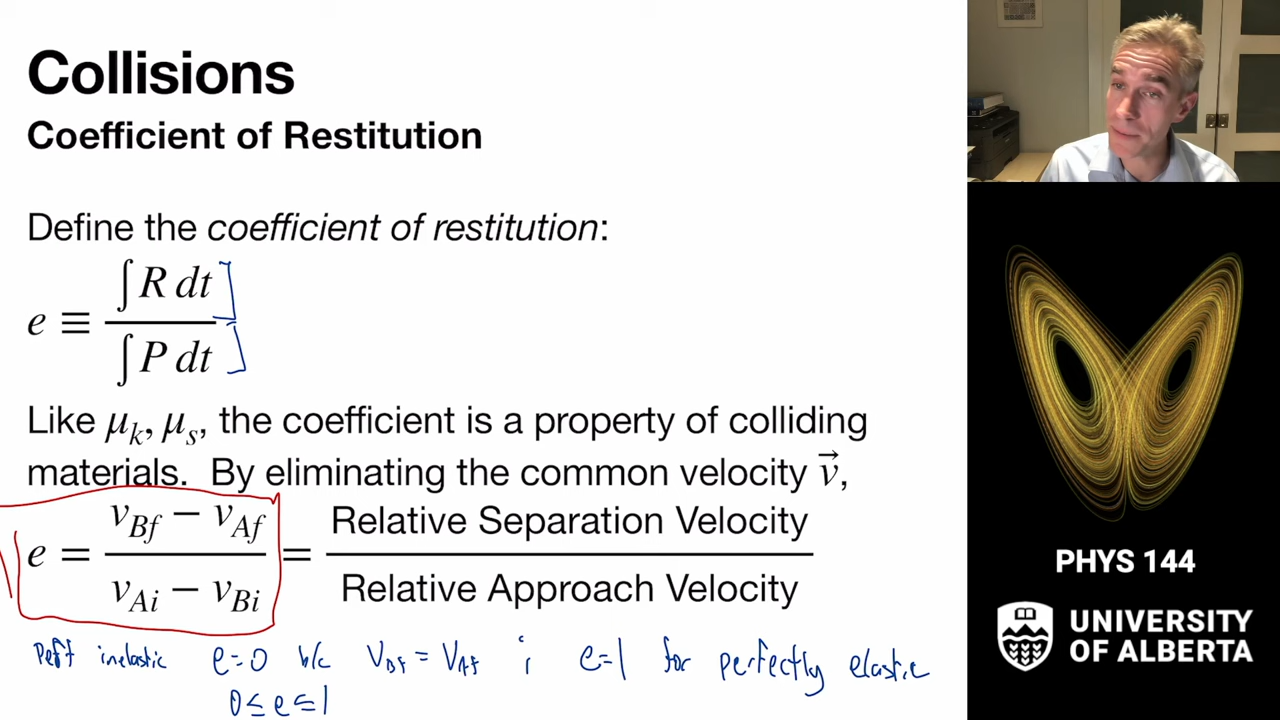 Collisions
Coefficient of Restitution
Define the coefficient of restitution:
e ≡ ∫R dt / ∫P dt
Like μk, μs, the coefficient is a property of colliding
materials. By eliminating the common velocity v⃗,
e = (vBf − vAf) / (vAi − vBi) = Relative Separation Velocity / Relative Approach Velocity
inelastic e=0 b/c VBf = VAf ; e=1 for perfectly elastic
0≤e≤1
PHYS 144
UNIVERSITY
OF ALBERTA